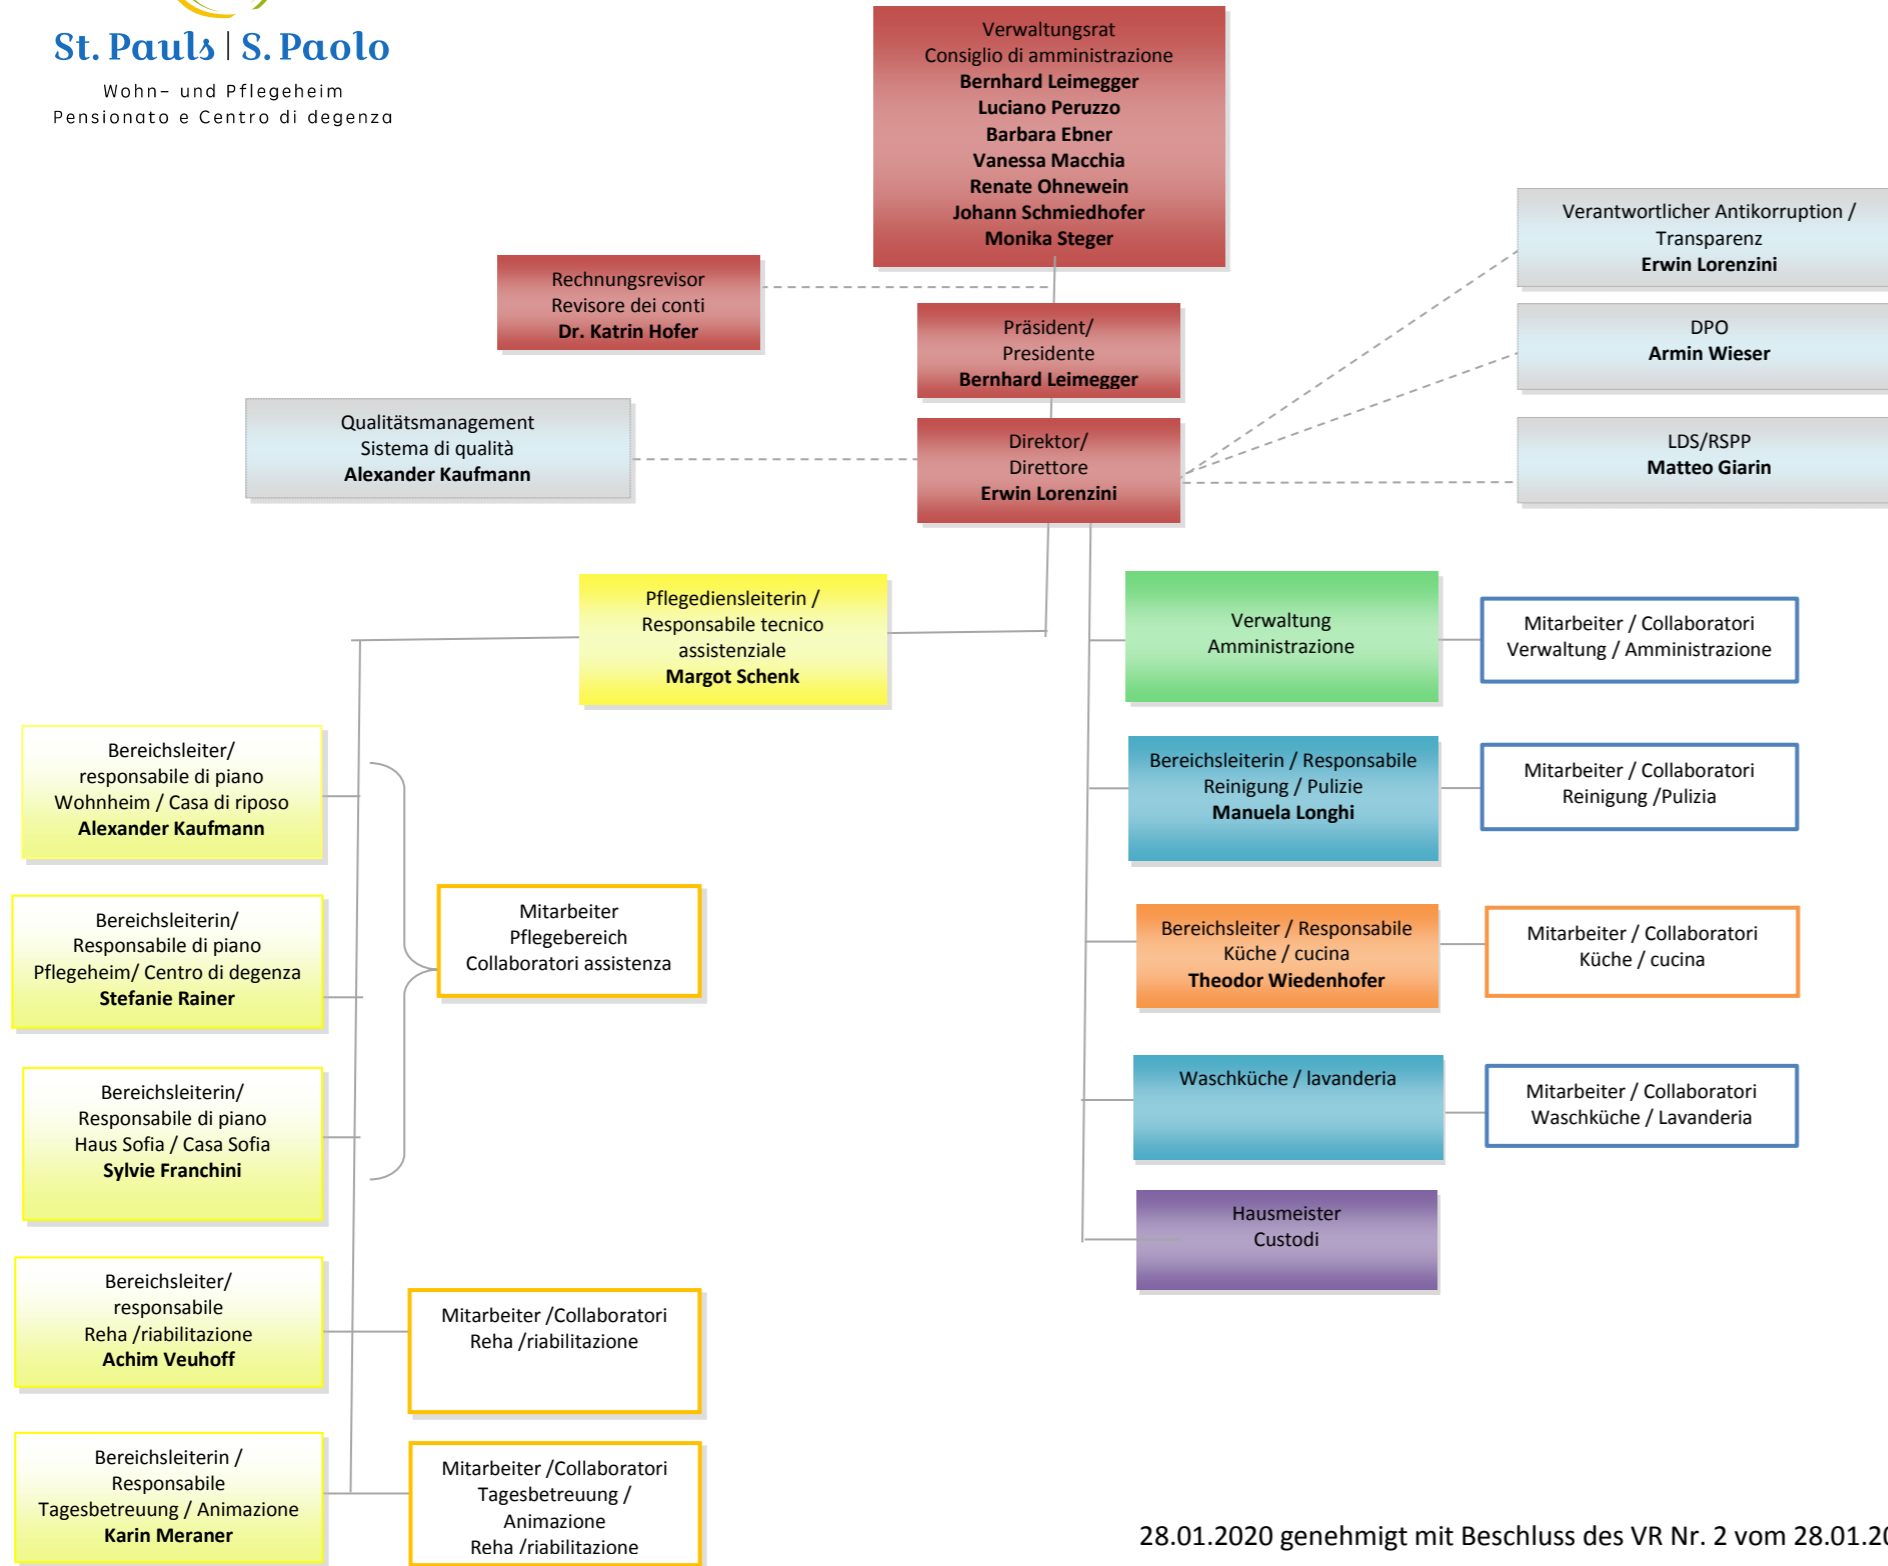 St. Pauls | S. Paolo
Wohn- und Pflegeheim
Pensionato e Centro di degenza
Verwaltungsrat
Consiglio di amministrazione
Bernhard Leimegger
Luciano Peruzzo
Barbara Ebner
Vanessa Macchia
Renate Ohnewein
Johann Schmiedhofer
Monika Steger
Verantwortlicher Antikorruption /
Transparenz
Erwin Lorenzini
Rechnungsrevisor
Revisore dei conti
Dr. Katrin Hofer
Präsident/
Presidente
Bernhard Leimegger
DPO
Armin Wieser
Qualitätsmanagement
Sistema di qualità
Alexander Kaufmann
Direktor/
Direttore
Erwin Lorenzini
LDS/RSPP
Matteo Giarin
Pflegediensleiterin /
Responsabile tecnico
assistenziale
Margot Schenk
Verwaltung
Amministrazione
Mitarbeiter / Collaboratori
Verwaltung / Amministrazione
Bereichsleiter/
responsabile di piano
Wohnheim / Casa di riposo
Alexander Kaufmann
Bereichsleiterin / Responsabile
Reinigung / Pulizie
Manuela Longhi
Mitarbeiter / Collaboratori
Reinigung /Pulizia
Bereichsleiterin/
Responsabile di piano
Pflegeheim/ Centro di degenza
Stefanie Rainer
Mitarbeiter
Pflegebereich
Collaboratori assistenza
Bereichsleiter / Responsabile
Küche / cucina
Theodor Wiedenhofer
Mitarbeiter / Collaboratori
Küche / cucina
Bereichsleiterin/
Responsabile di piano
Haus Sofia / Casa Sofia
Sylvie Franchini
Waschküche / lavanderia
Mitarbeiter / Collaboratori
Waschküche / Lavanderia
Hausmeister
Custodi
Bereichsleiter/
responsabile
Reha /riabilitazione
Achim Veuhoff
Mitarbeiter /Collaboratori
Reha /riabilitazione
Bereichsleiterin /
Responsabile
Tagesbetreuung / Animazione
Karin Meraner
Mitarbeiter /Collaboratori
Tagesbetreuung /
Animazione
Reha /riabilitazione
28.01.2020 genehmigt mit Beschluss des VR Nr. 2 vom 28.01.20